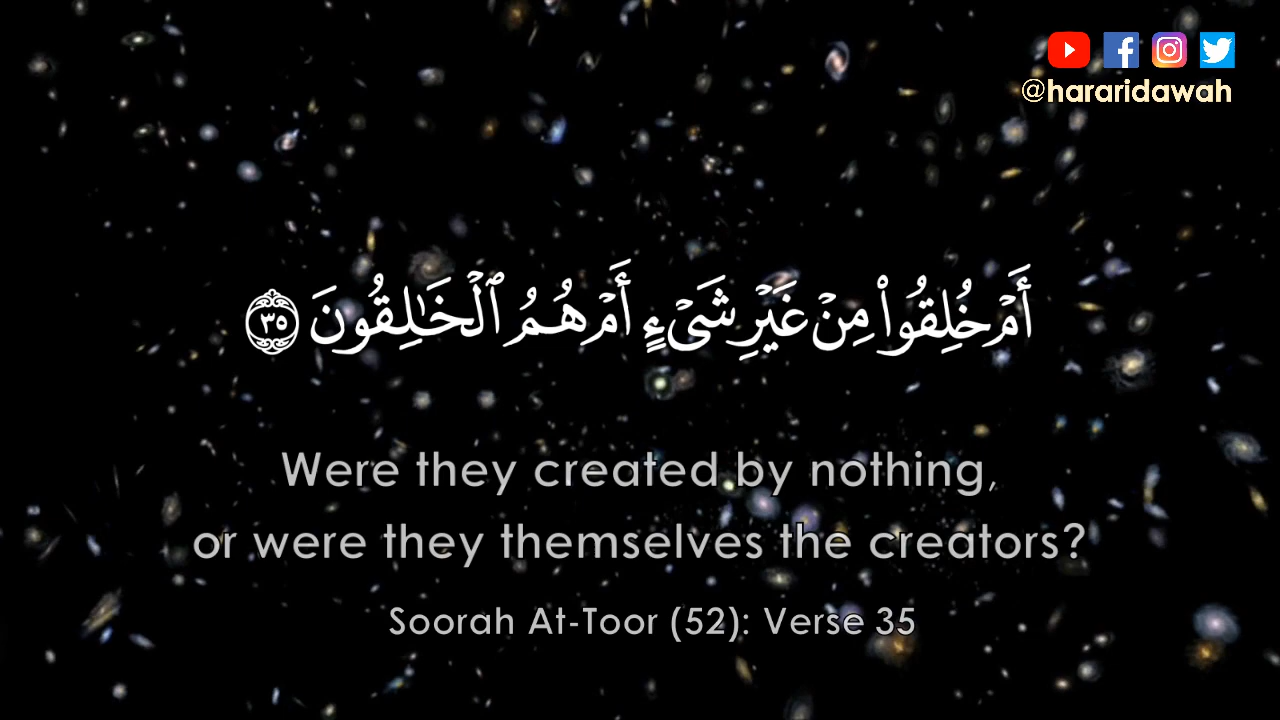 @hararidawah
أَمْ خُلِقُوا۟ مِنْ غَيْرِ شَىْءٍ أَمْ هُمُ ٱلْخَـٰلِقُونَ ٣٥
Were they created by nothing,
or were they themselves the creators?
Soorah At-Toor (52): Verse 35